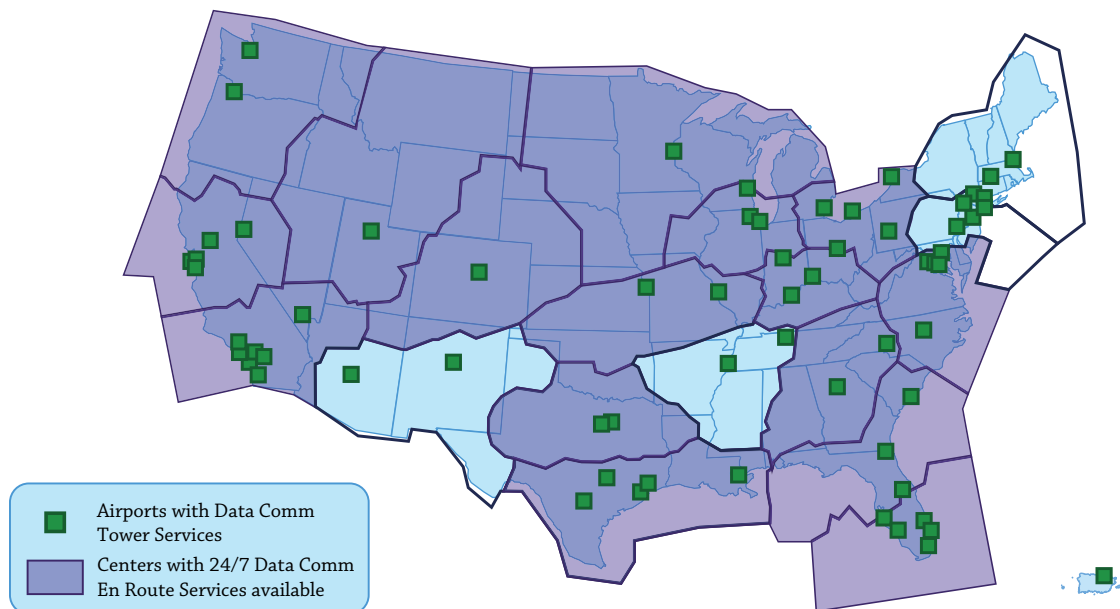 Airports with Data Comm
Tower Services
Centers with 24/7 Data Comm
En Route Services available